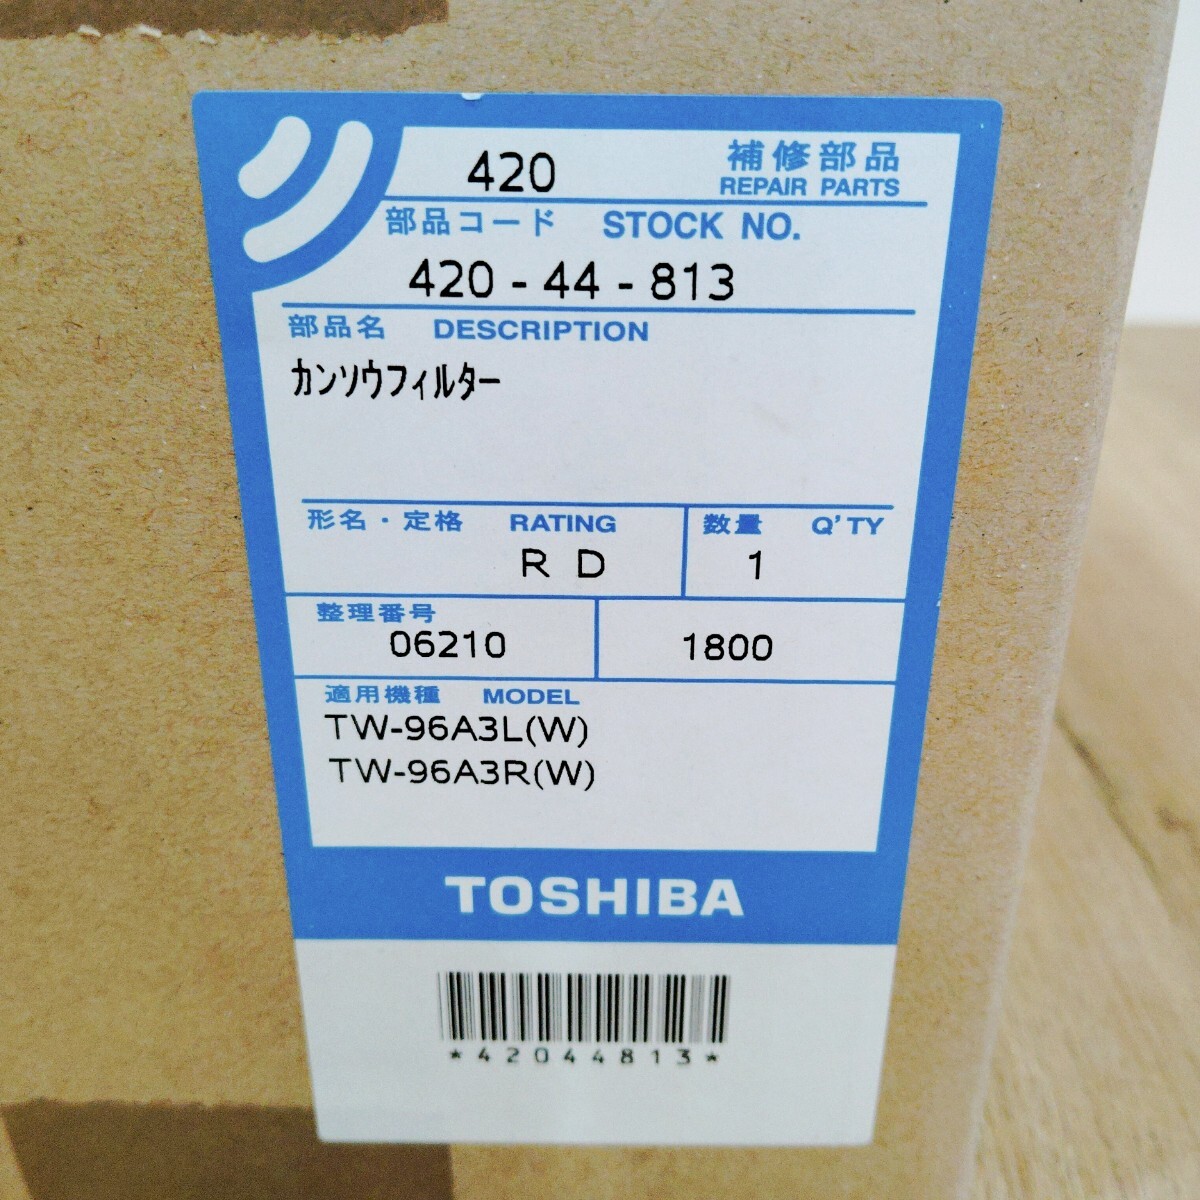 420
補修部品
REPAIR PARTS
部品コード STOCK NO.
420-44-813
部品名 DESCRIPTION
カンソウフィルター
形名・定格 RATING
R D
数量 Q'TY
1
整理番号
06210
1800
適用機種 MODEL
TW-96A3L(W)
TW-96A3R(W)
TOSHIBA
*42044813*